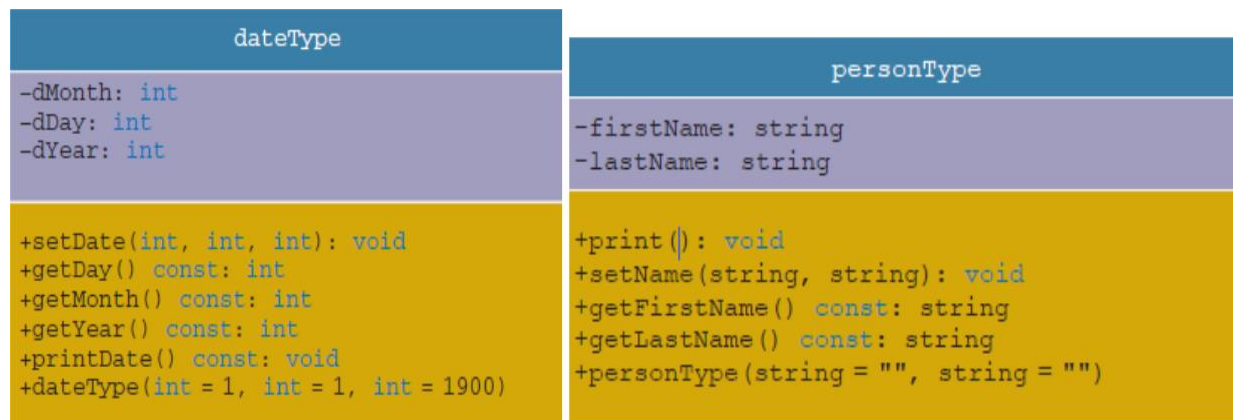 dateType
-dMonth: int
-dDay: int
-dYear: int
+setDate(int, int, int): void
+getDay() const: int
+getMonth() const: int
+getYear() const: int
+printDate() const: void
+dateType(int = 1, int = 1, int = 1900)
personType
-firstName: string
-lastName: string
+print(): void
+setName(string, string): void
+getFirstName() const: string
+getLastName() const: string
+personType(string = "", string = "")